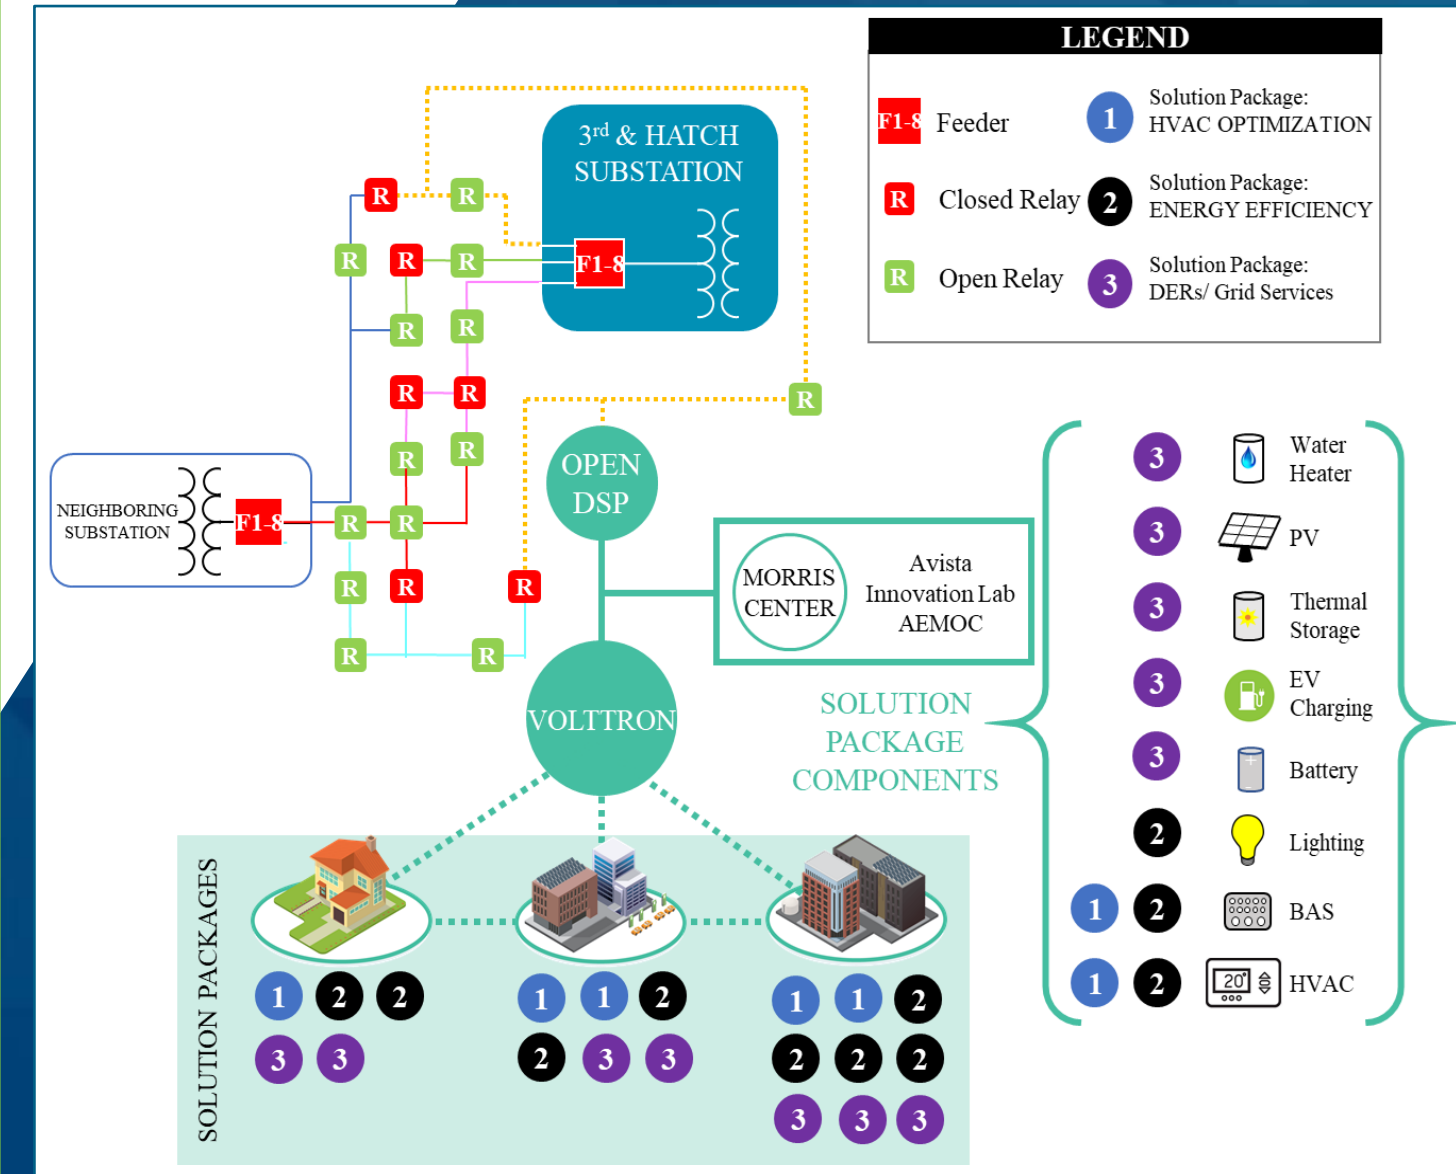 LEGEND
F1-8 Feeder
R Closed Relay
R Open Relay
1 Solution Package:
HVAC OPTIMIZATION
2 Solution Package:
ENERGY EFFICIENCY
3 Solution Package:
DERs/ Grid Services
3rd & HATCH
SUBSTATION
F1-8
R R
R R R
R R
R R
R R
R R
R R R
R R
R
NEIGHBORING
SUBSTATION
F1-8
OPEN
DSP
MORRIS
CENTER
Avista
Innovation Lab
AEMOC
VOLTTRON
SOLUTION
PACKAGE
COMPONENTS
3 Water
Heater
3 PV
3 Thermal
Storage
3 EV
Charging
3 Battery
2 Lighting
1 2 BAS
1 2 20° HVAC
SOLUTION PACKAGES
1 2 2
3 3
1 1 2
2 3 3
1 1 2
2 2 2
3 3 3